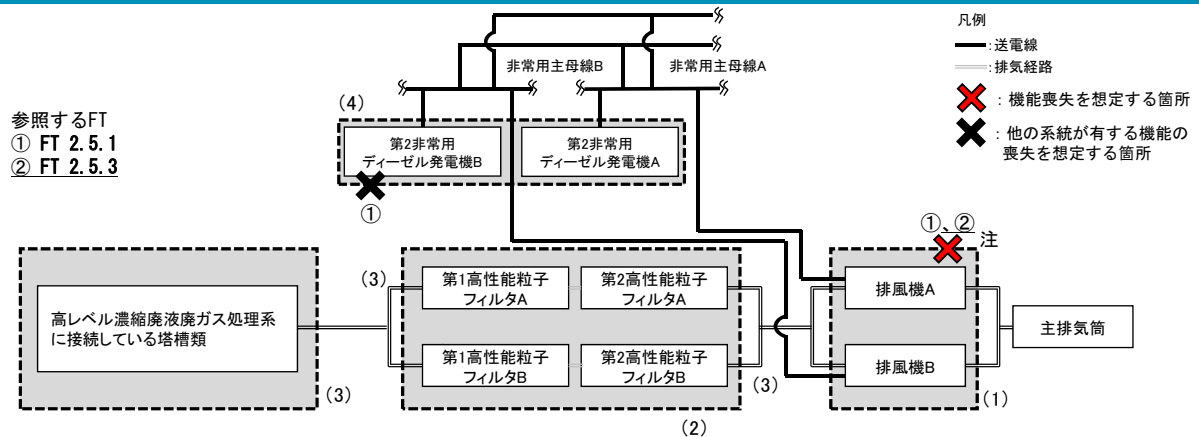 凡例
:送電線
:排気経路
:機能喪失を想定する箇所
:他の系統が有する機能の
喪失を想定する箇所
非常用主母線B
非常用主母線A
参照するFT
① FT 2.5.1
② FT 2.5.3
(4)
第2非常用
ディーゼル発電機B
第2非常用
ディーゼル発電機A
①
①、②
注
高レベル濃縮廃液廃ガス処理系
に接続している塔槽類
(3)
(3)
第1高性能粒子
フィルタA
第2高性能粒子
フィルタA
第1高性能粒子
フィルタB
第2高性能粒子
フィルタB
(3)
(2)
排風機A
排風機B
(1)
主排気筒